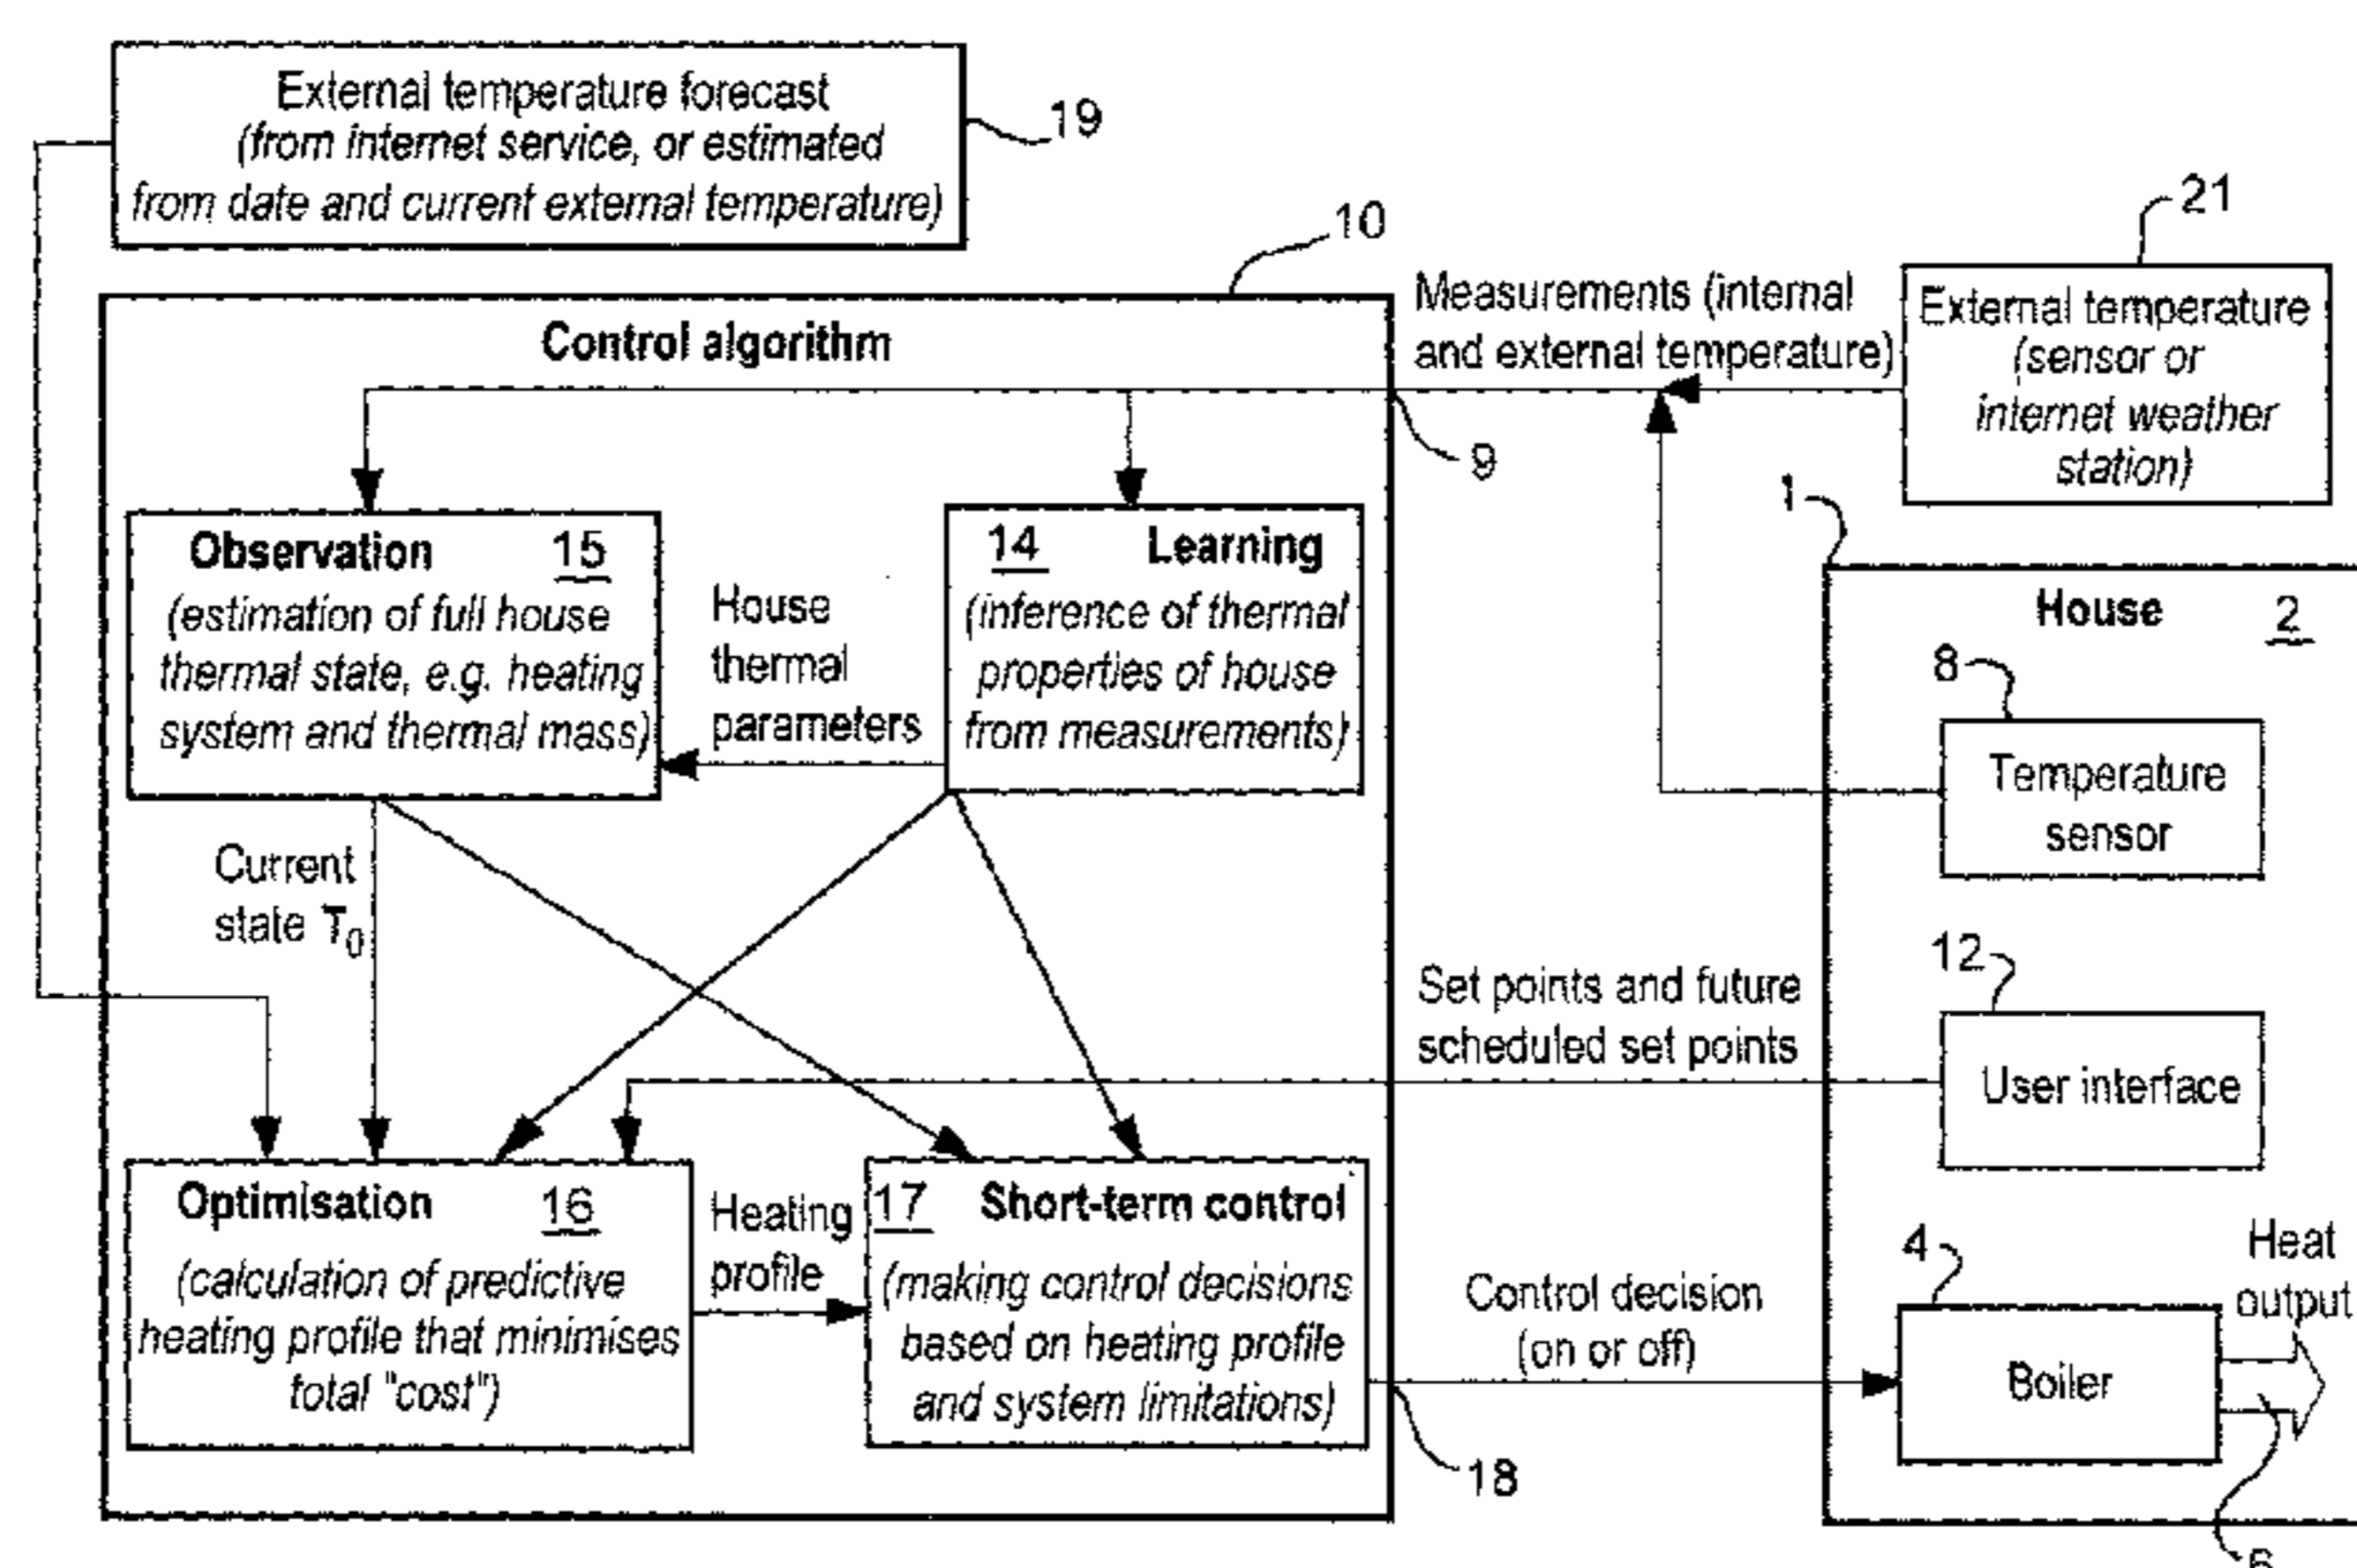 External temperature forecast
(from internet service, or estimated
from date and current external temperature)
19
10
21
Measurements (internal
and external temperature)
External temperature
(sensor or
internet weather
station)
Control algorithm
9
1
Observation 15
(estimation of full house
thermal state, e.g. heating
system and thermal mass)
House
thermal
parameters
14 Learning
(inference of thermal
properties of house
from measurements)
House 2
8
Temperature
sensor
Current
state T0
12
Set points and future
scheduled set points
User interface
Optimisation 16
(calculation of predictive
heating profile that minimises
total "cost")
Heating
profile
17 Short-term control
(making control decisions
based on heating profile
and system limitations)
Control decision
(on or off)
4
Heat
output
Boiler
18
6